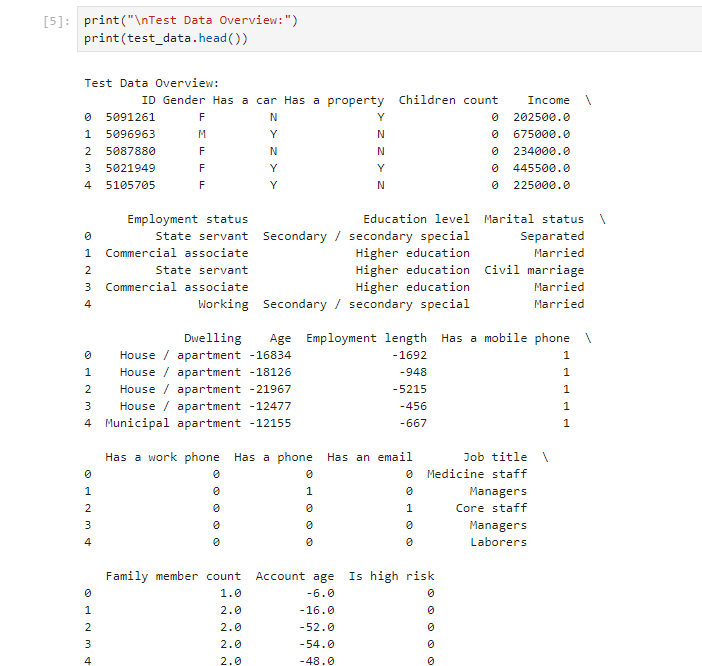 [5]: print("\nTest Data Overview:")
print(test_data.head())
Test Data Overview:
ID Gender Has a car Has a property  Children count    Income  \
0  5091261      F         N              Y               0  202500.0
1  5096963      M         Y              N               0  675000.0
2  5087880      F         N              N               0  234000.0
3  5021949      F         Y              Y               0  445500.0
4  5105705      F         Y              N               0  225000.0
Employment status                Education level  Marital status  \
0         State servant  Secondary / secondary special       Separated
1  Commercial associate               Higher education         Married
2         State servant               Higher education  Civil marriage
3  Commercial associate               Higher education         Married
4               Working  Secondary / secondary special         Married
Dwelling    Age  Employment length  Has a mobile phone  \
0    House / apartment -16834              -1692                   1
1    House / apartment -18126               -948                   1
2    House / apartment -21967              -5215                   1
3    House / apartment -12477               -456                   1
4  Municipal apartment -12155               -667                   1
Has a work phone  Has a phone  Has an email       Job title  \
0                 0            0             0  Medicine staff
1                 0            1             0        Managers
2                 0            0             1      Core staff
3                 0            0             0        Managers
4                 0            0             0        Laborers
Family member count  Account age  Is high risk
0                  1.0         -6.0             0
1                  2.0        -16.0             0
2                  2.0        -52.0             0
3                  2.0        -54.0             0
4                  2.0        -48.0             0